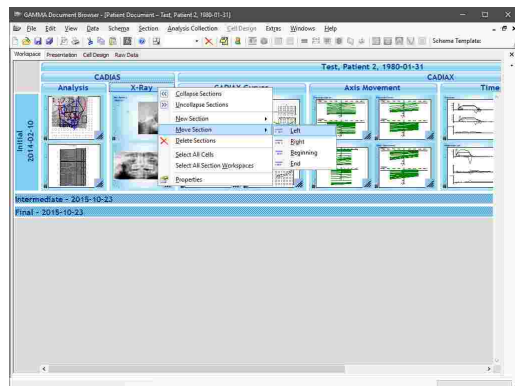 GAMMA Document Browser - [Patient Document - Test, Patient 2, 1980-01-31]
File Edit View Data Schema Section Analysis Collection Cell Design Extras Windows Help
Schema Template:
Workspace Presentation Cell Design Raw Data
Test, Patient 2, 1980-01-31
CADIAS CADIAX
Analysis X-Ray CADIAX Curves Axis Movement Time
Collapse Sections
Uncollapse Sections
New Section
Move Section
Delete Sections
Select All Cells
Select All Section Workspaces
Properties
Left
Right
Beginning
End
Initial
2014-02-10
Intermediate - 2015-10-23
Final - 2015-10-23